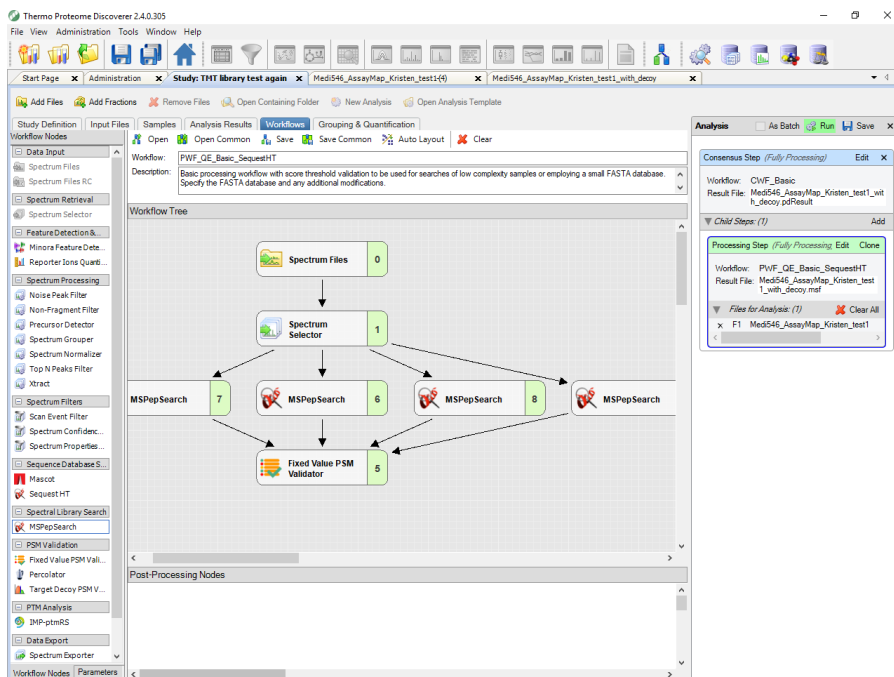 Thermo Proteome Discoverer 2.4.0.305
File View Administration Tools Window Help
Start Page x Administration x Study: TMT library test again x Medi546_AssayMap_Kristen_test1-(4) x Medi546_AssayMap_Kristen_test1_with_decoy x
Add Files Add Fractions Remove Files Open Containing Folder New Analysis Open Analysis Template
Study Definition Input Files Samples Analysis Results Workflows Grouping & Quantification
Workflow Nodes
Data Input
Spectrum Files
Spectrum Files RC
Spectrum Retrieval
Spectrum Selector
Feature Detection &...
Minora Feature Dete...
Reporter Ions Quanti...
Spectrum Processing
Noise Peak Filter
Non-Fragment Filter
Precursor Detector
Spectrum Grouper
Spectrum Normalizer
Top N Peaks Filter
Xtract
Spectrum Filters
Scan Event Filter
Spectrum Confidenc...
Spectrum Properties...
Sequence Database S...
Mascot
Sequest HT
Spectral Library Search
MSPepSearch
PSM Validation
Fixed Value PSM Vali...
Percolator
Target Decoy PSM V...
PTM Analysis
IMP-ptmRS
Data Export
Spectrum Exporter
Workflow Nodes Parameters
Open Open Common Save Save Common Auto Layout Clear
Workflow: PWF_QE_Basic_SequestHT
Description: Basic processing workflow with score threshold validation to be used for searches of low complexity samples or employing a small FASTA database.
Specify the FASTA database and any additional modifications.
Workflow Tree
Spectrum Files 0
Spectrum
Selector 1
MSPepSearch 7
MSPepSearch 6
MSPepSearch 8
MSPepSearch
Fixed Value PSM
Validator 5
Post-Processing Nodes
Analysis As Batch Run Save x
Consensus Step (Fully Processing) Edit x
Workflow: CWF_Basic
Result File: Medi546_AssayMap_Kristen_test1_wit
h_decoy.pdResult
Child Steps: (1) Add
Processing Step (Fully Processing Edit Clone
Workflow: PWF_QE_Basic_SequestHT
Result File: Medi546_AssayMap_Kristen_test
1_with_decoy.msf
Files for Analysis: (1) Clear All
x F1 Medi546_AssayMap_Kristen_test1